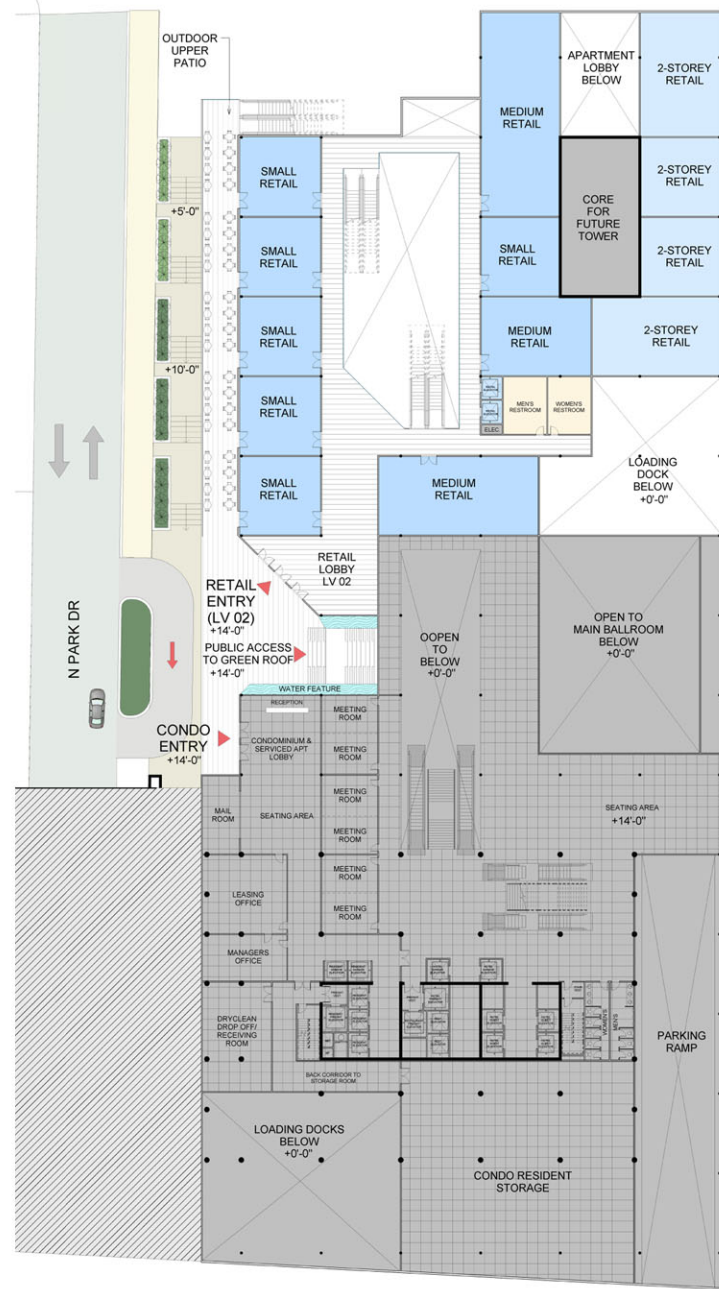 OUTDOOR
UPPER
PATIO
APARTMENT
LOBBY
BELOW
2-STOREY
RETAIL
MEDIUM
RETAIL
SMALL
RETAIL
2-STOREY
RETAIL
CORE
FOR
FUTURE
TOWER
+5'-0"
SMALL
RETAIL
SMALL
RETAIL
2-STOREY
RETAIL
SMALL
RETAIL
MEDIUM
RETAIL
2-STOREY
RETAIL
+10'-0"
SMALL
RETAIL
MEN'S
RESTROOM
WOMEN'S
RESTROOM
ELEC
SMALL
RETAIL
MEDIUM
RETAIL
LOADING
DOCK
BELOW
+0'-0"
RETAIL
LOBBY
LV 02
RETAIL
ENTRY
(LV 02)
+14'-0"
N PARK DR
PUBLIC ACCESS
TO GREEN ROOF
+14'-0"
OOPEN
TO
BELOW
+0'-0"
OPEN TO
MAIN BALLROOM
BELOW
+0'-0"
WATER FEATURE
RECEPTION
CONDO
ENTRY
+14'-0"
CONDOMINIUM &
SERVICED APT
LOBBY
MEETING
ROOM
MEETING
ROOM
MAIL
ROOM
SEATING AREA
MEETING
ROOM
MEETING
ROOM
SEATING AREA
+14'-0"
LEASING
OFFICE
MEETING
ROOM
MEETING
ROOM
MANAGERS
OFFICE
DRYCLEAN
DROP OFF/
RECEIVING
ROOM
WOMEN'S
MEN'S
PARKING
RAMP
BACK CORRIDOR TO
STORAGE ROOM
LOADING DOCKS
BELOW
+0'-0"
CONDO RESIDENT
STORAGE